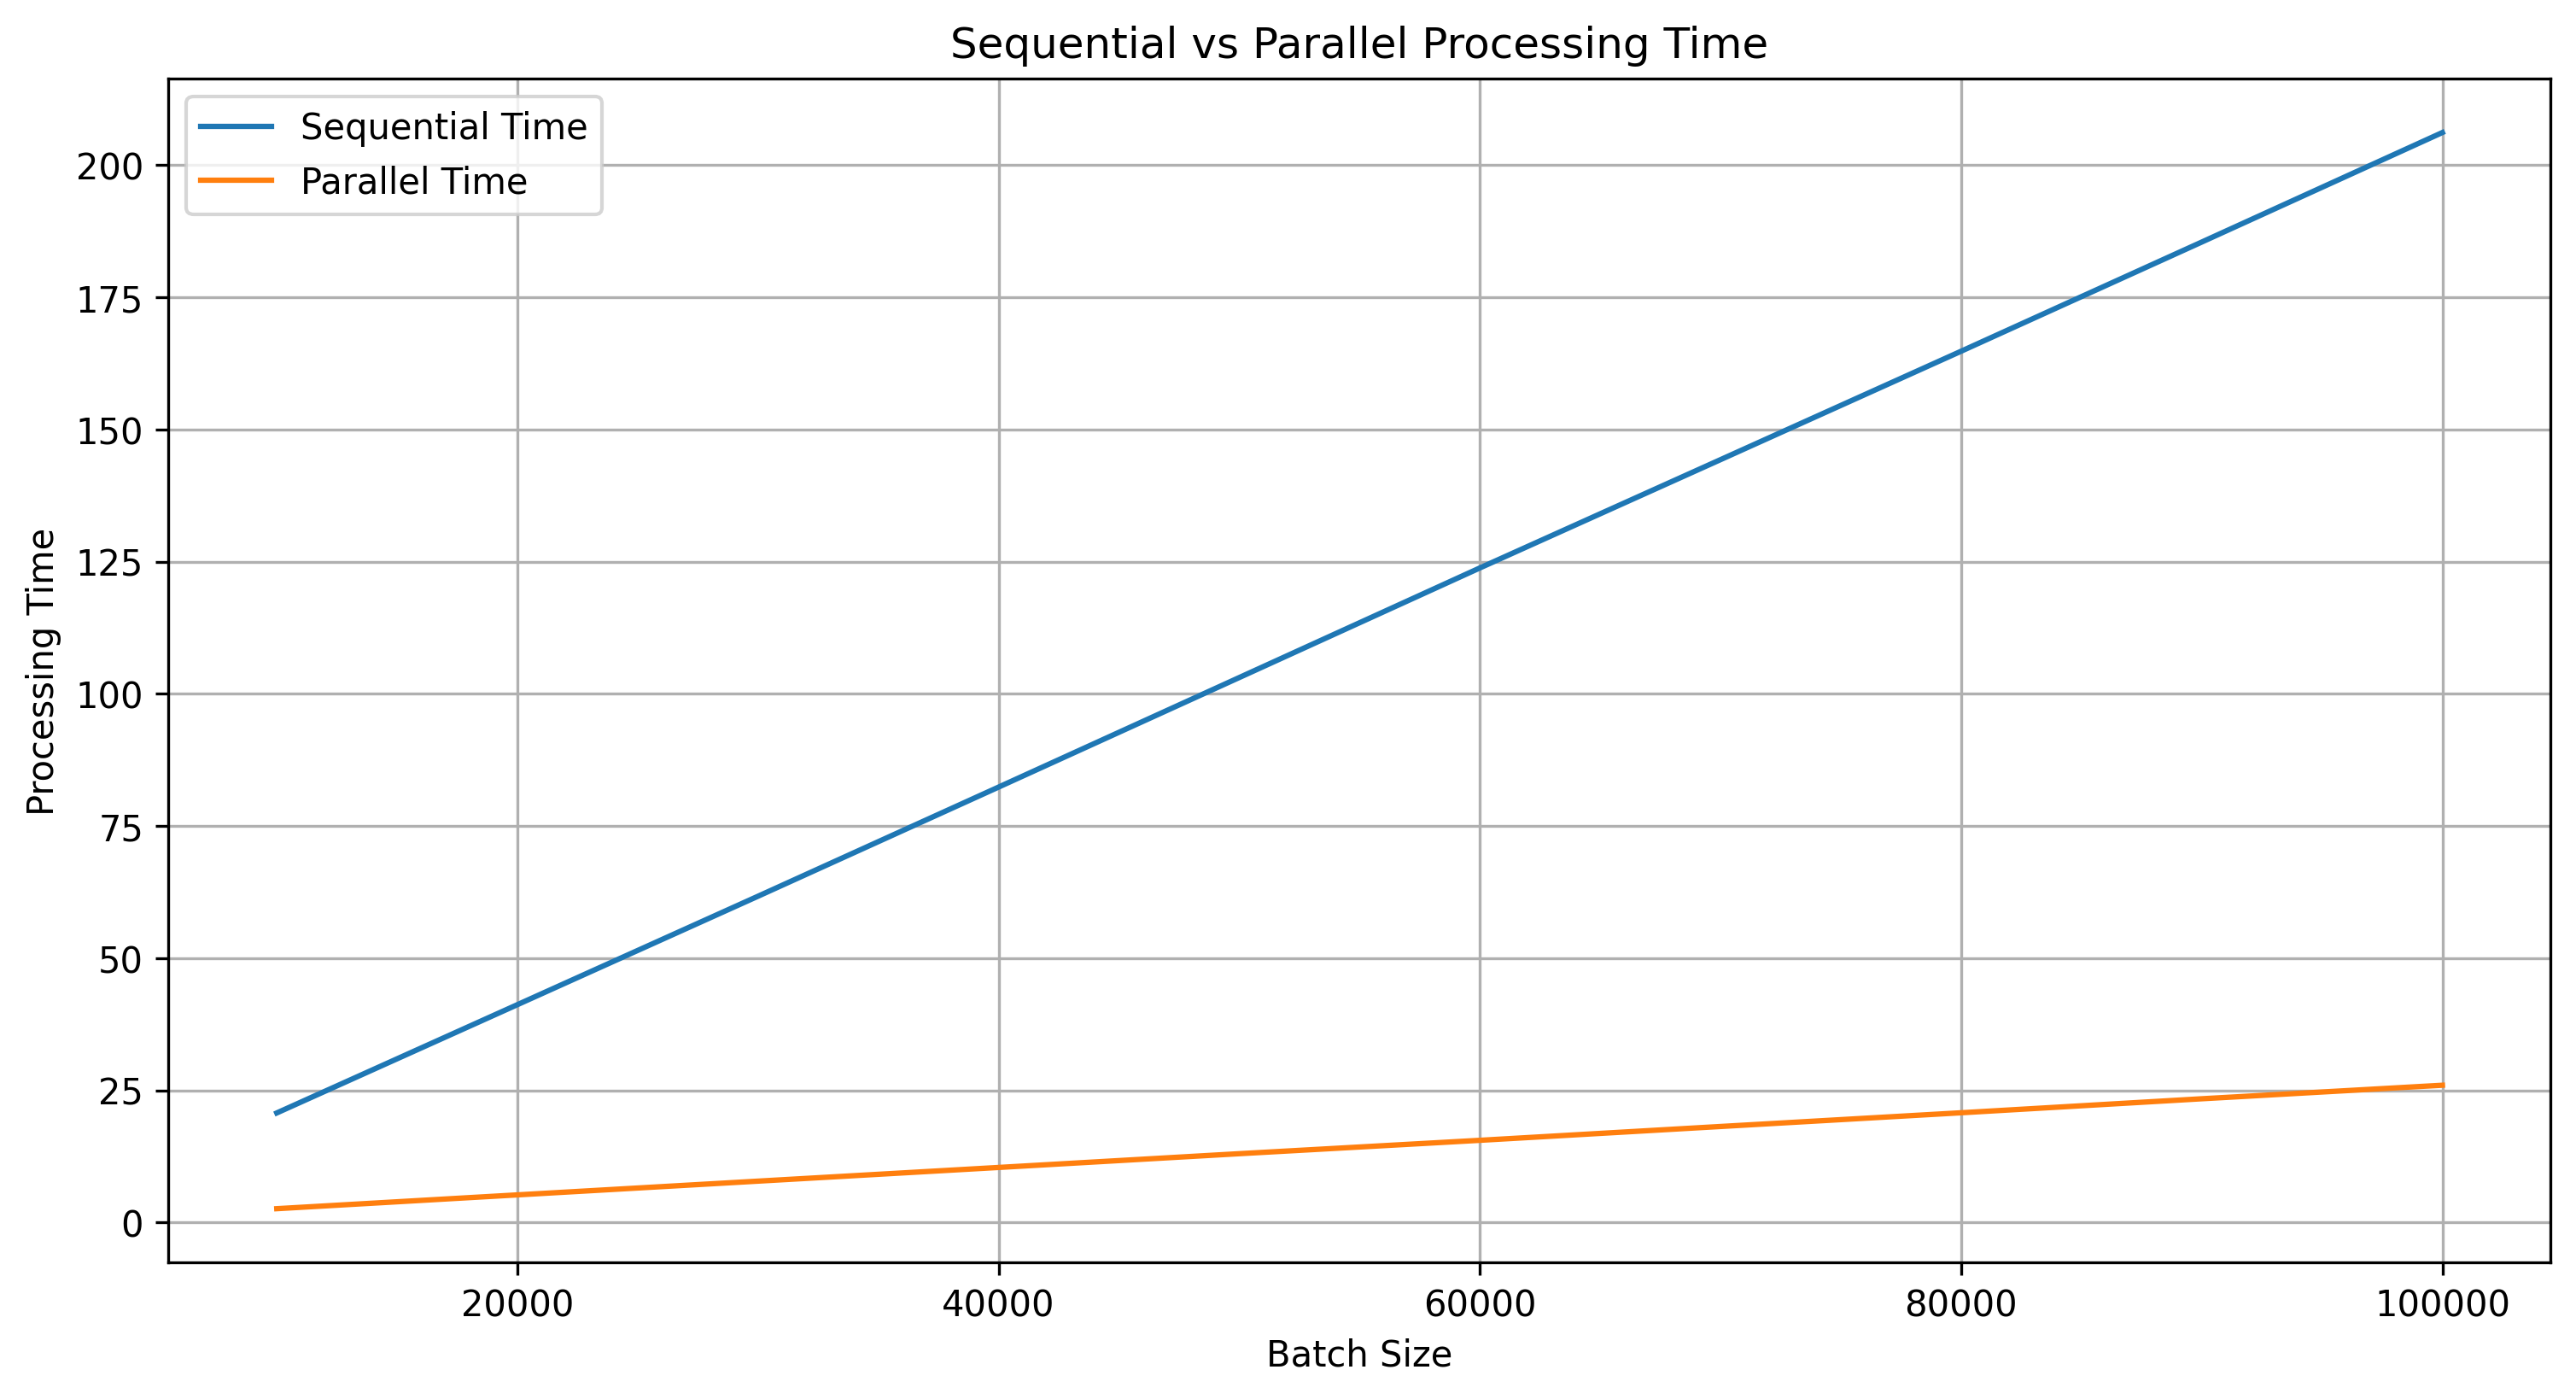 Sequential vs Parallel Processing Time
Sequential Time
Parallel Time
200
175
150
125
100
75
50
25
0
Processing Time
20000
40000
60000
80000
100000
Batch Size